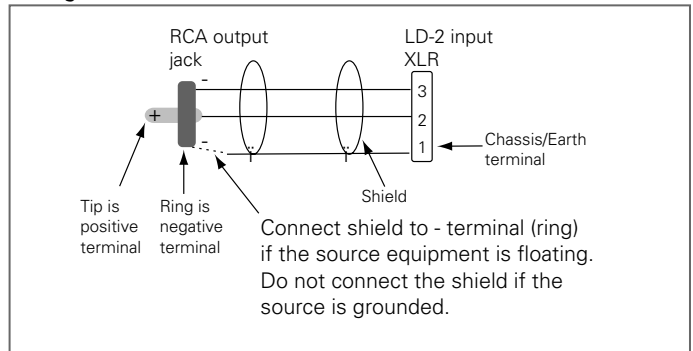 RCA output
jack
LD-2 input
XLR
-
3
+
2
-
1
Chassis/Earth
terminal
Shield
Tip is
positive
terminal
Ring is
negative
terminal
Connect shield to - terminal (ring)
if the source equipment is floating.
Do not connect the shield if the
source is grounded.